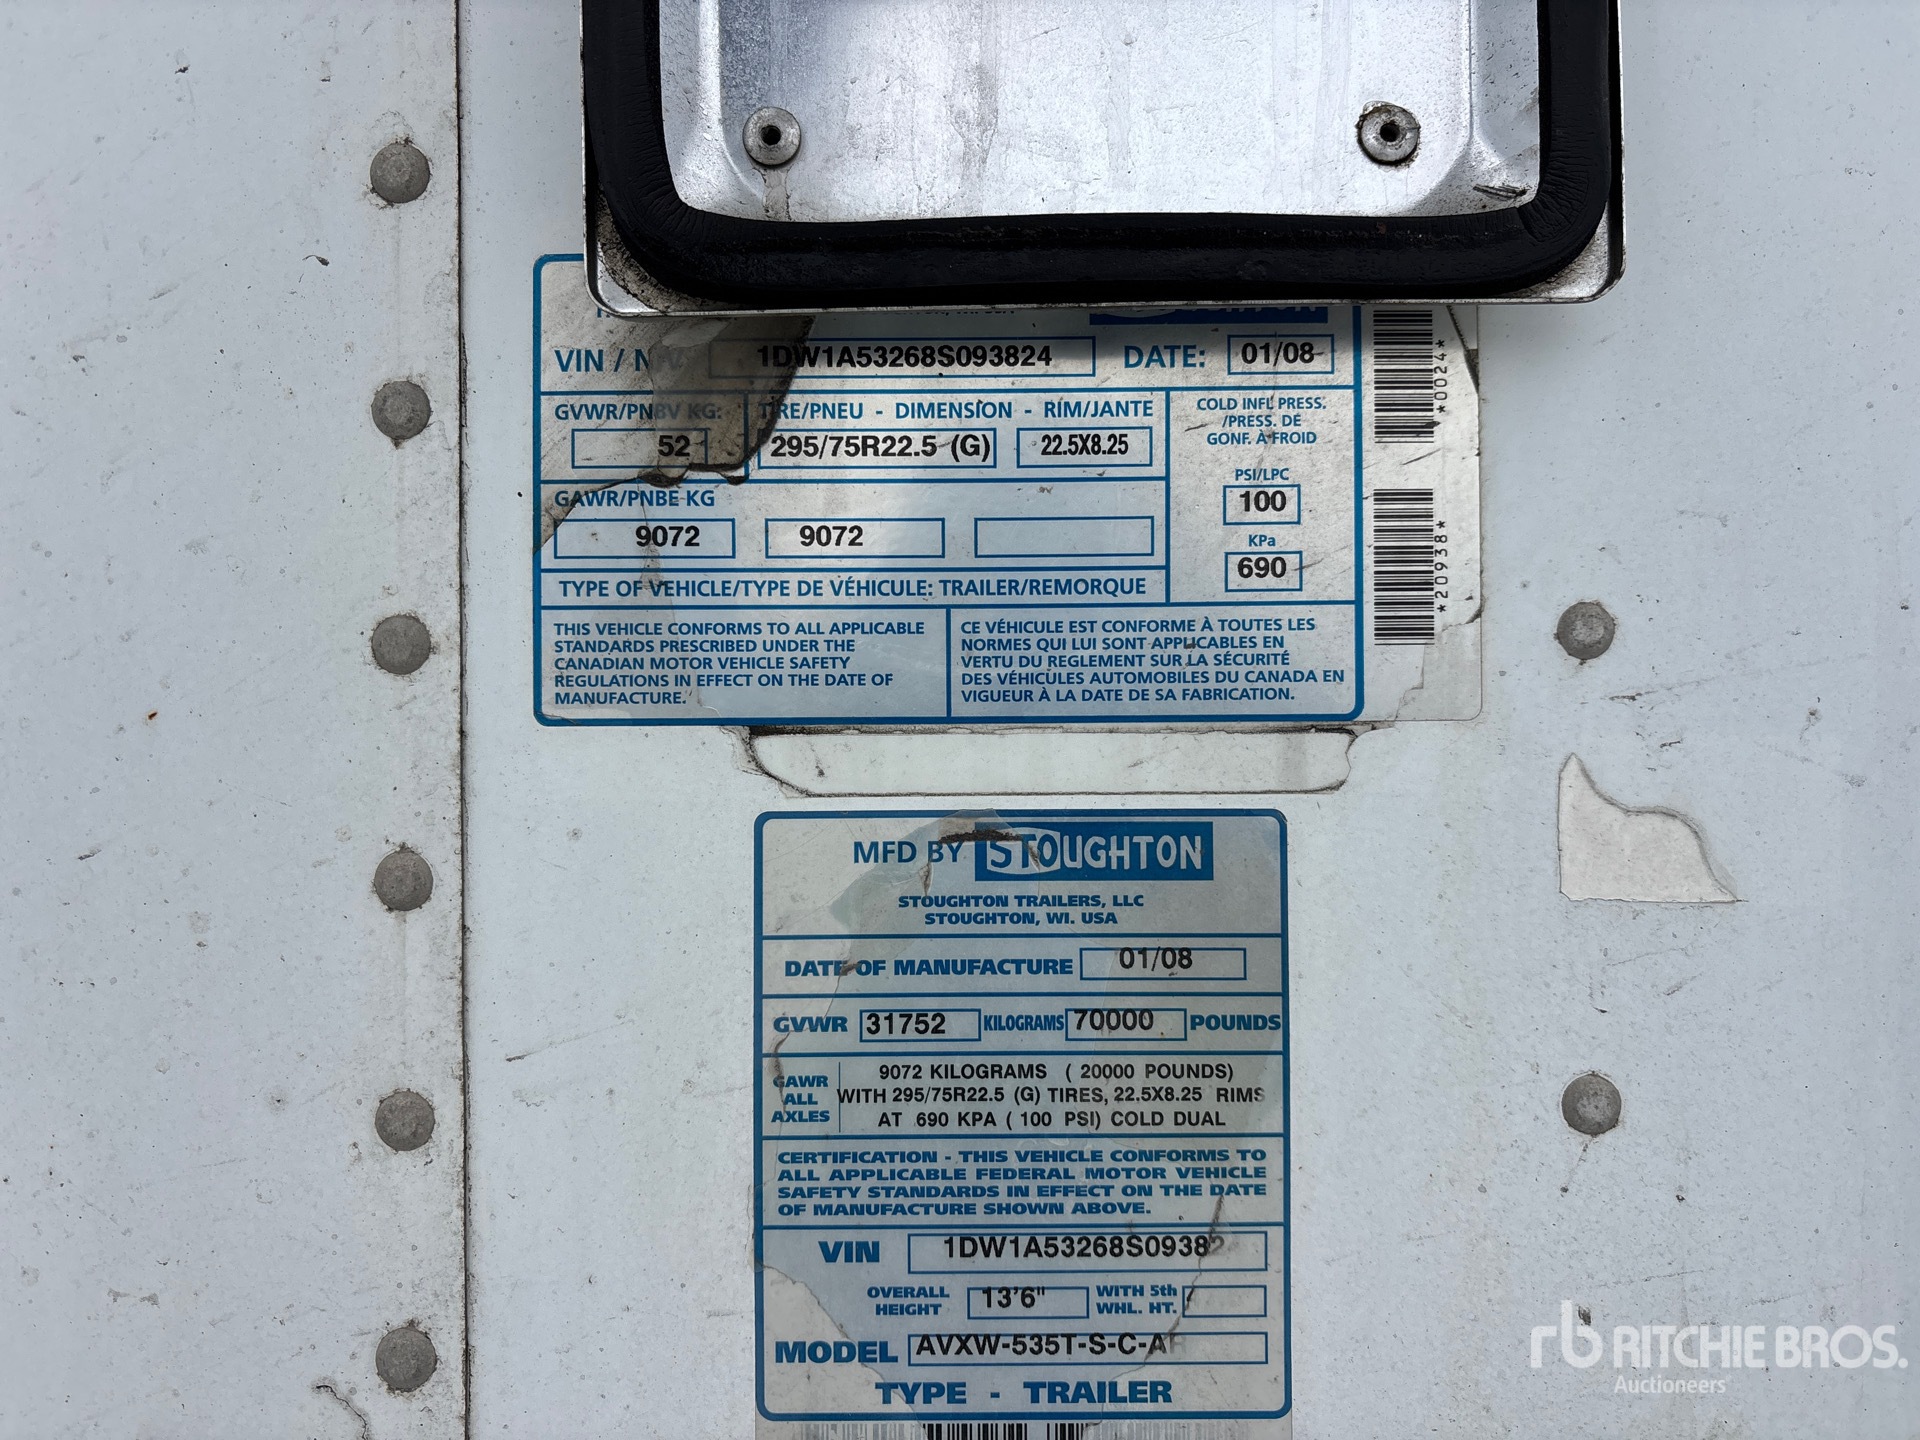 VIN / N
1DW1A53268S093824
DATE:
01/08
GVWR/PNBV KG:
52
TIRE/PNEU - DIMENSION - RIM/JANTE
295/75R22.5 (G)
22.5X8.25
COLD INFL PRESS.
/PRESS. DE
GONF. À FROID
PSI/LPC
100
KPa
690
GAWR/PNBE KG
9072
9072
TYPE OF VEHICLE/TYPE DE VÉHICULE: TRAILER/REMORQUE
THIS VEHICLE CONFORMS TO ALL APPLICABLE
STANDARDS PRESCRIBED UNDER THE
CANADIAN MOTOR VEHICLE SAFETY
REGULATIONS IN EFFECT ON THE DATE OF
MANUFACTURE.
CE VÉHICULE EST CONFORME À TOUTES LES
NORMES QUI LUI SONT APPLICABLES EN
VERTU DU REGLEMENT SUR LA SÉCURITÉ
DES VÉHICULES AUTOMOBILES DU CANADA EN
VIGUEUR À LA DATE DE SA FABRICATION.
*0024*
*209938*
MFD BY STOUGHTON
STOUGHTON TRAILERS, LLC
STOUGHTON, WI. USA
DATE OF MANUFACTURE 01/08
GVWR 31752 KILOGRAMS 70000 POUNDS
GAWR
ALL
AXLES
9072 KILOGRAMS ( 20000 POUNDS)
WITH 295/75R22.5 (G) TIRES, 22.5X8.25 RIMS
AT 690 KPA ( 100 PSI) COLD DUAL
CERTIFICATION - THIS VEHICLE CONFORMS TO
ALL APPLICABLE FEDERAL MOTOR VEHICLE
SAFETY STANDARDS IN EFFECT ON THE DATE
OF MANUFACTURE SHOWN ABOVE.
VIN 1DW1A53268S09382
OVERALL
HEIGHT
13'6"
WITH 5th
WHL. HT.
MODEL AVXW-535T-S-C-AR
TYPE - TRAILER
rb RITCHIE BROS.
Auctioneers